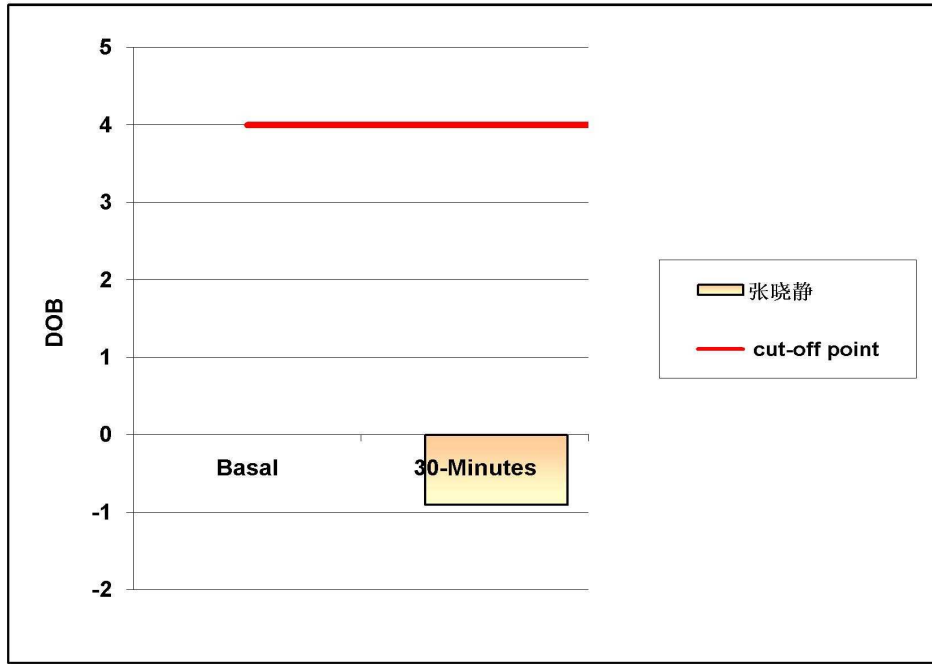 5
4
3
2
1
0
-1
-2
DOB
Basal
30-Minutes
张晓静
cut-off point